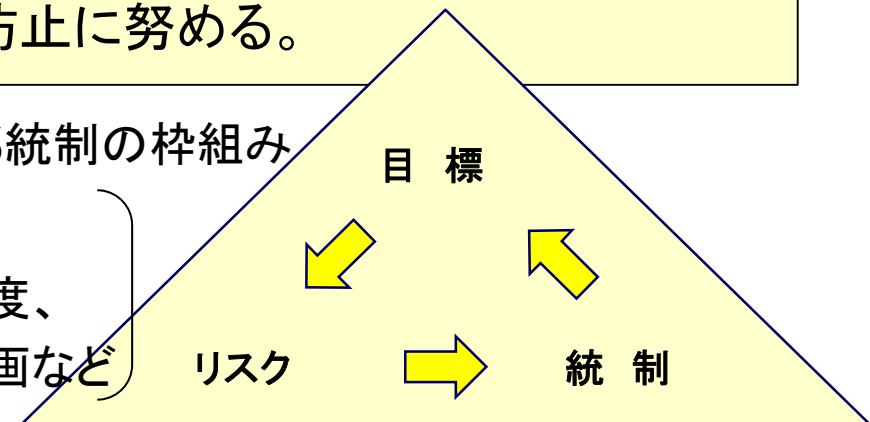 方止に努める。
統制の枠組み
目 標
度、
画など
リスク
統 制